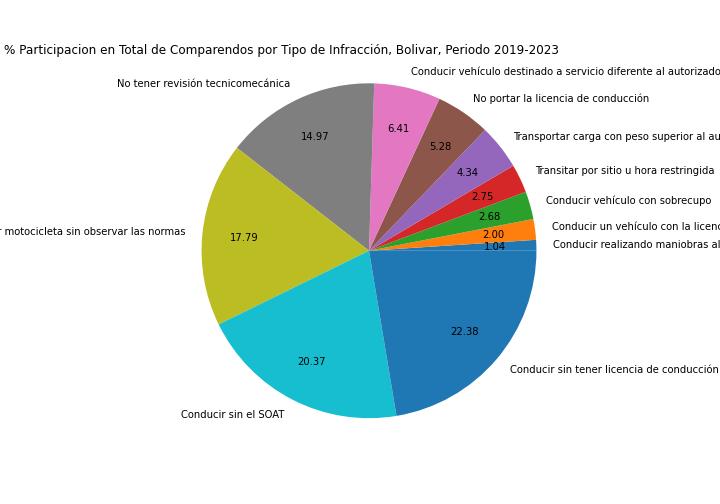 % Participacion en Total de Comparendos por Tipo de Infracción, Bolivar, Periodo 2019-2023
Conducir vehículo destinado a servicio diferente al autorizado
No tener revisión tecnicomecánica
No portar la licencia de conducción
6.41
14.97
5.28
Transportar carga con peso superior al au
4.34
Transitar por sitio u hora restringida
2.75
Conducir vehículo con sobrecupo
2.68
Conducir un vehículo con la licenc
2.00
motocicleta sin observar las normas
17.79
Conducir realizando maniobras al
1.04
22.38
20.37
Conducir sin tener licencia de conducción
Conducir sin el SOAT